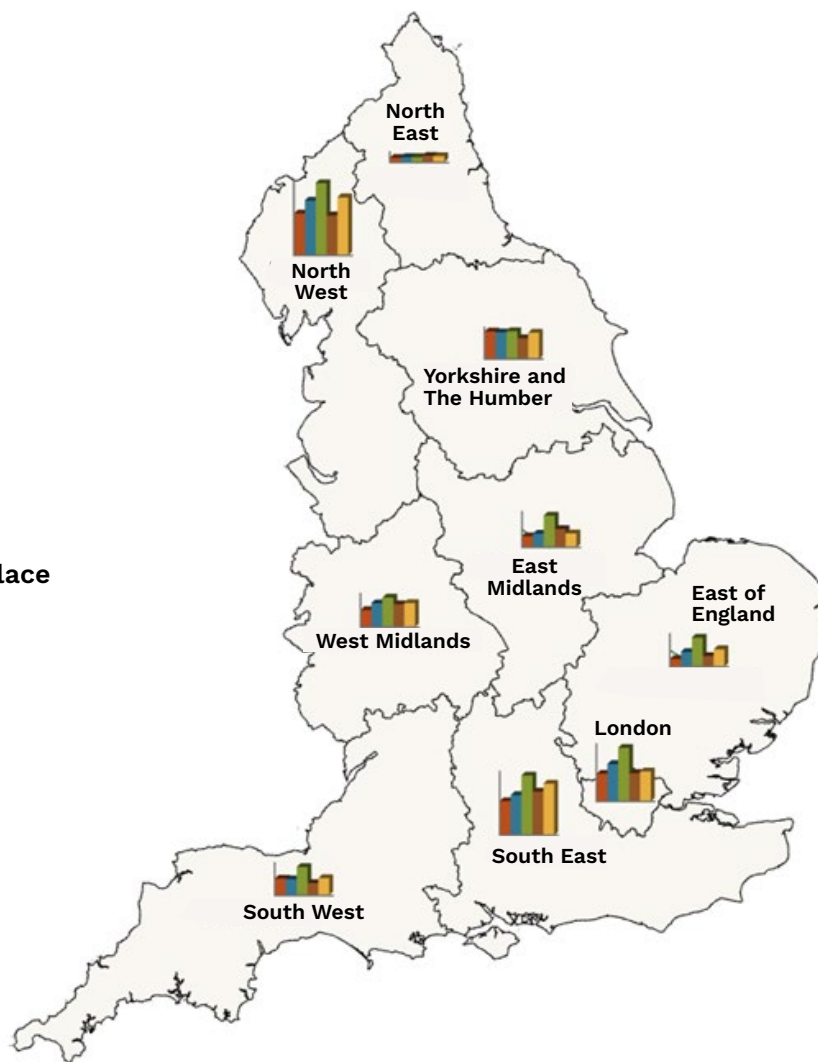 North
East
North
West
Yorkshire and
The Humber
East
Midlands
lace
East of
England
West Midlands
London
South East
South West